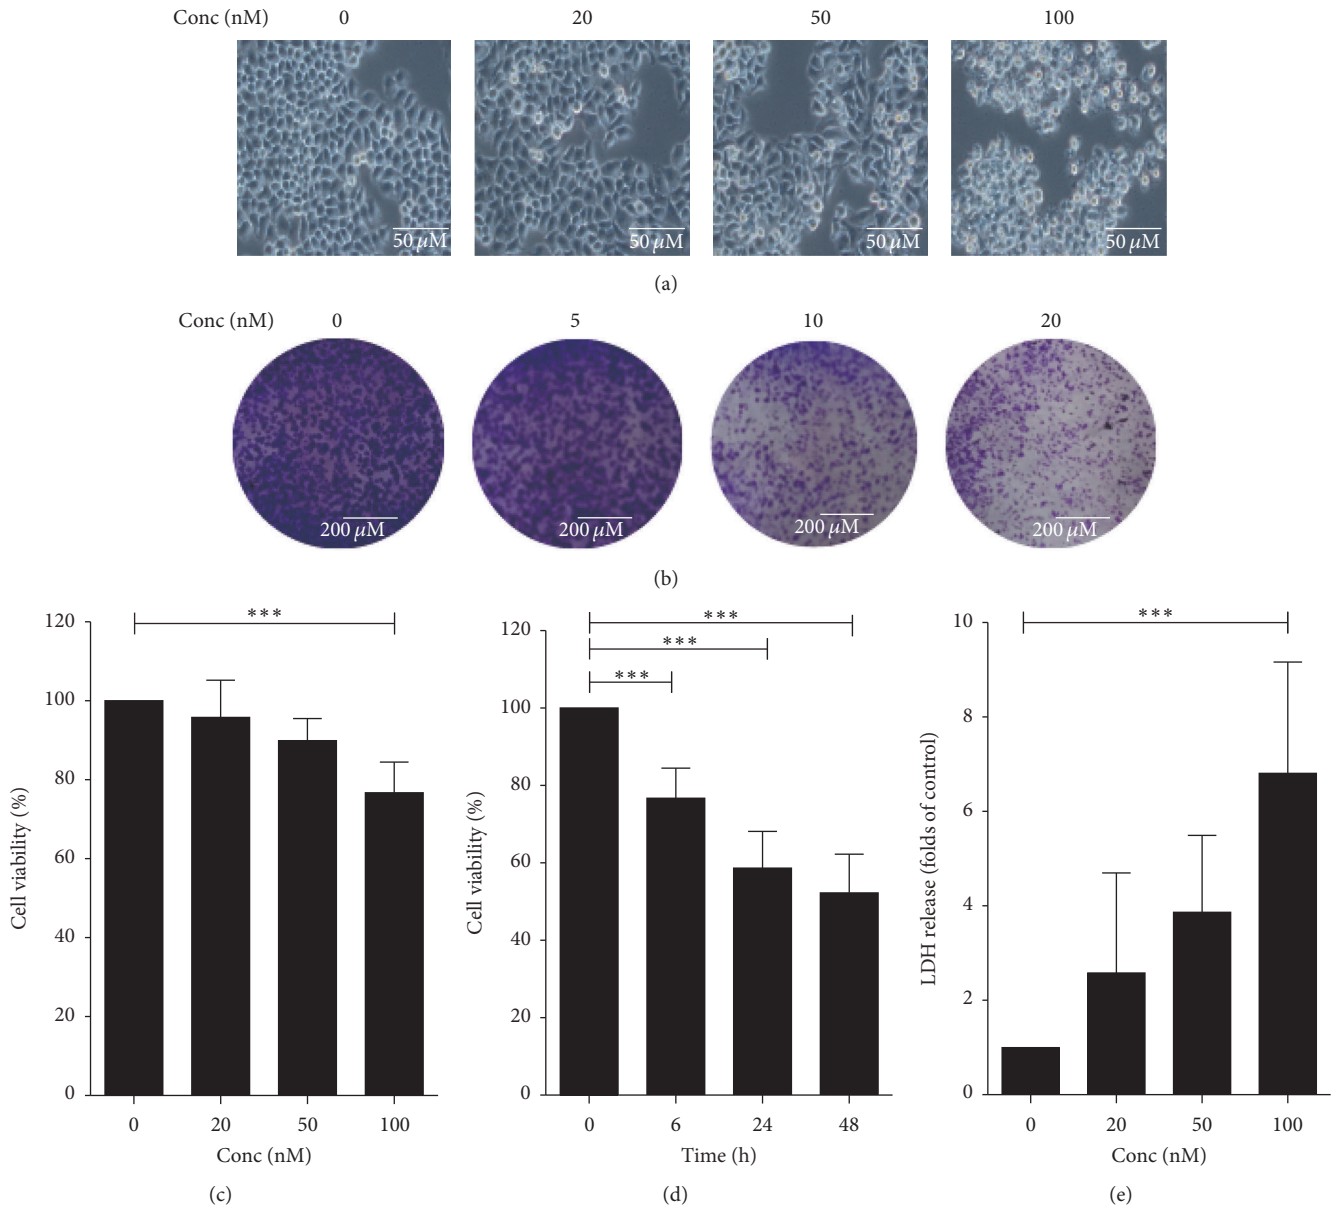 Conc (nM) 0 20 50 100
50 μM 50 μM 50 μM 50 μM
(a)
Conc (nM) 0 5 10 20
200 μM 200 μM 200 μM 200 μM
(b)
Cell viability (%)
120
100
80
60
40
20
0
***
0 20 50 100
Conc (nM)
(c)
Cell viability (%)
120
100
80
60
40
20
0
***
***
***
0 6 24 48
Time (h)
(d)
LDH release (folds of control)
10
8
6
4
2
0
***
0 20 50 100
Conc (nM)
(e)